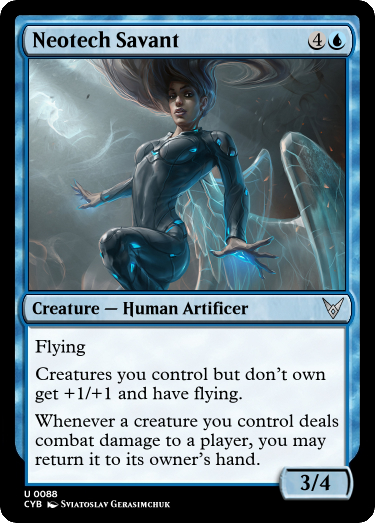 Neotech Savant 4
Creature — Human Artificer
Flying
Creatures you control but don't own
get +1/+1 and have flying.
Whenever a creature you control deals
combat damage to a player, you may
return it to its owner's hand.
3/4
U 0088
CYB Sviatoslav Gerasimchuk